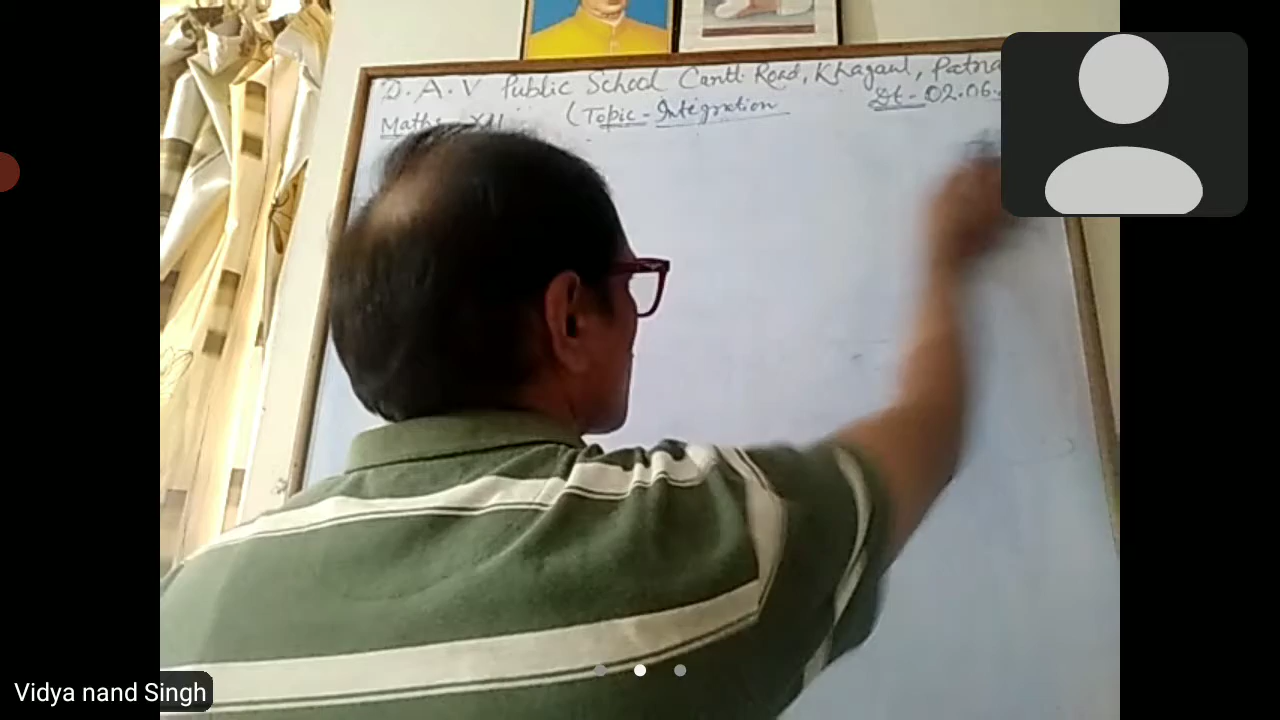 D.A.V Public School Cantt. Road, Khagaul, Patna
Dt-02.06.
Maths - XII (Topic - Integration
Vidya nand Singh